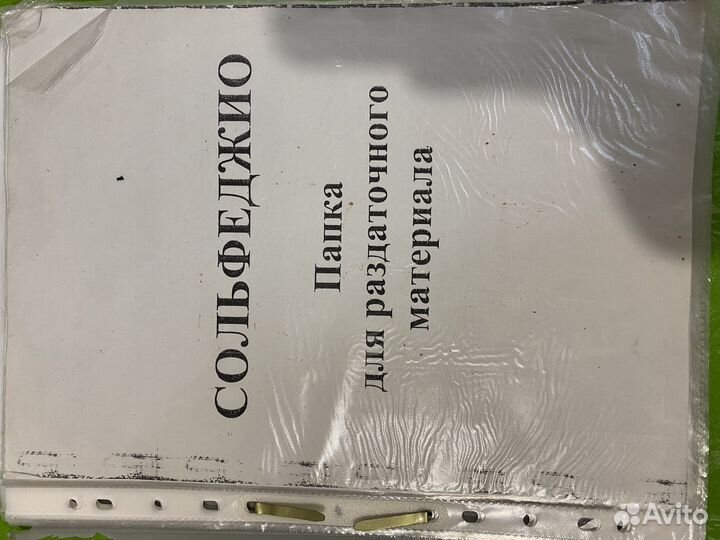 СОЛЬФЕДЖИО
Папка
для раздаточного
материала
Avito